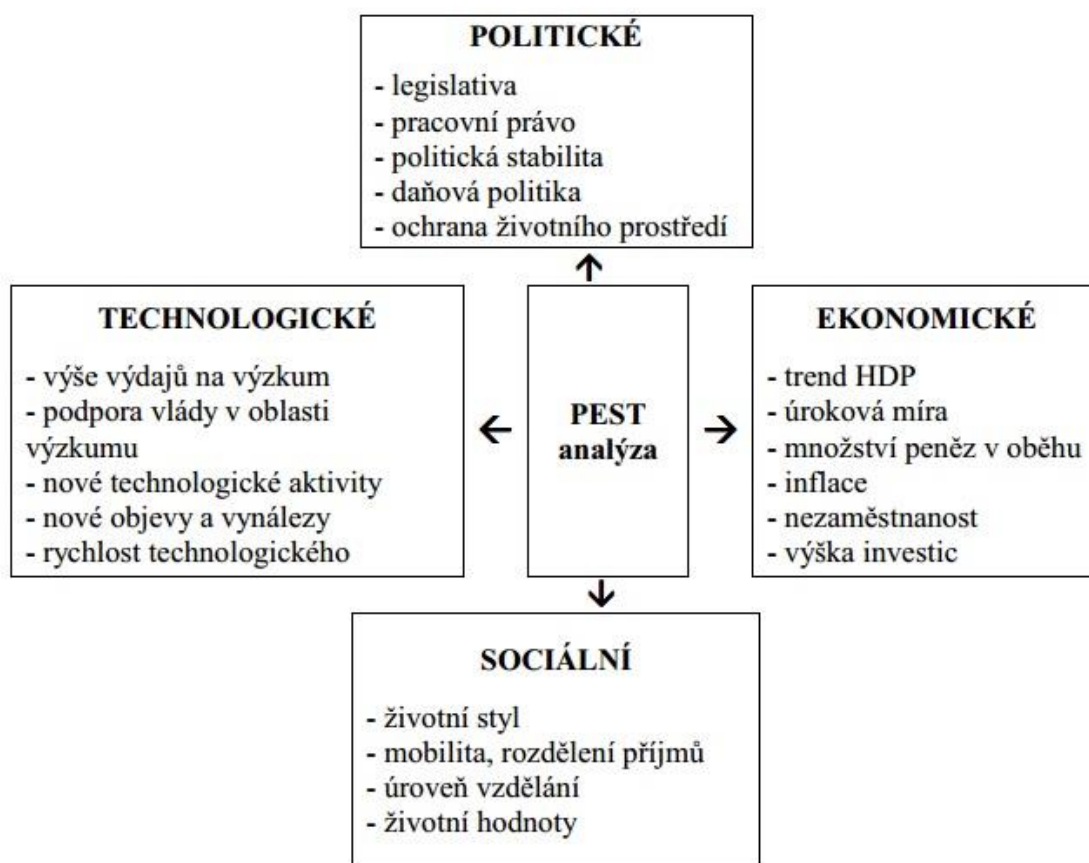 POLITICKÉ
- legislativa
- pracovní právo
- politická stabilita
- daňová politika
- ochrana životního prostředí
TECHNOLOGICKÉ
- výše výdajů na výzkum
- podpora vlády v oblasti
výzkumu
- nové technologické aktivity
- nové objevy a vynálezy
- rychlost technologického
PEST
analýza
EKONOMICKÉ
- trend HDP
- úroková míra
- množství peněz v oběhu
- inflace
- nezaměstnanost
- výška investic
SOCIÁLNÍ
- životní styl
- mobilita, rozdělení příjmů
- úroveň vzdělání
- životní hodnoty